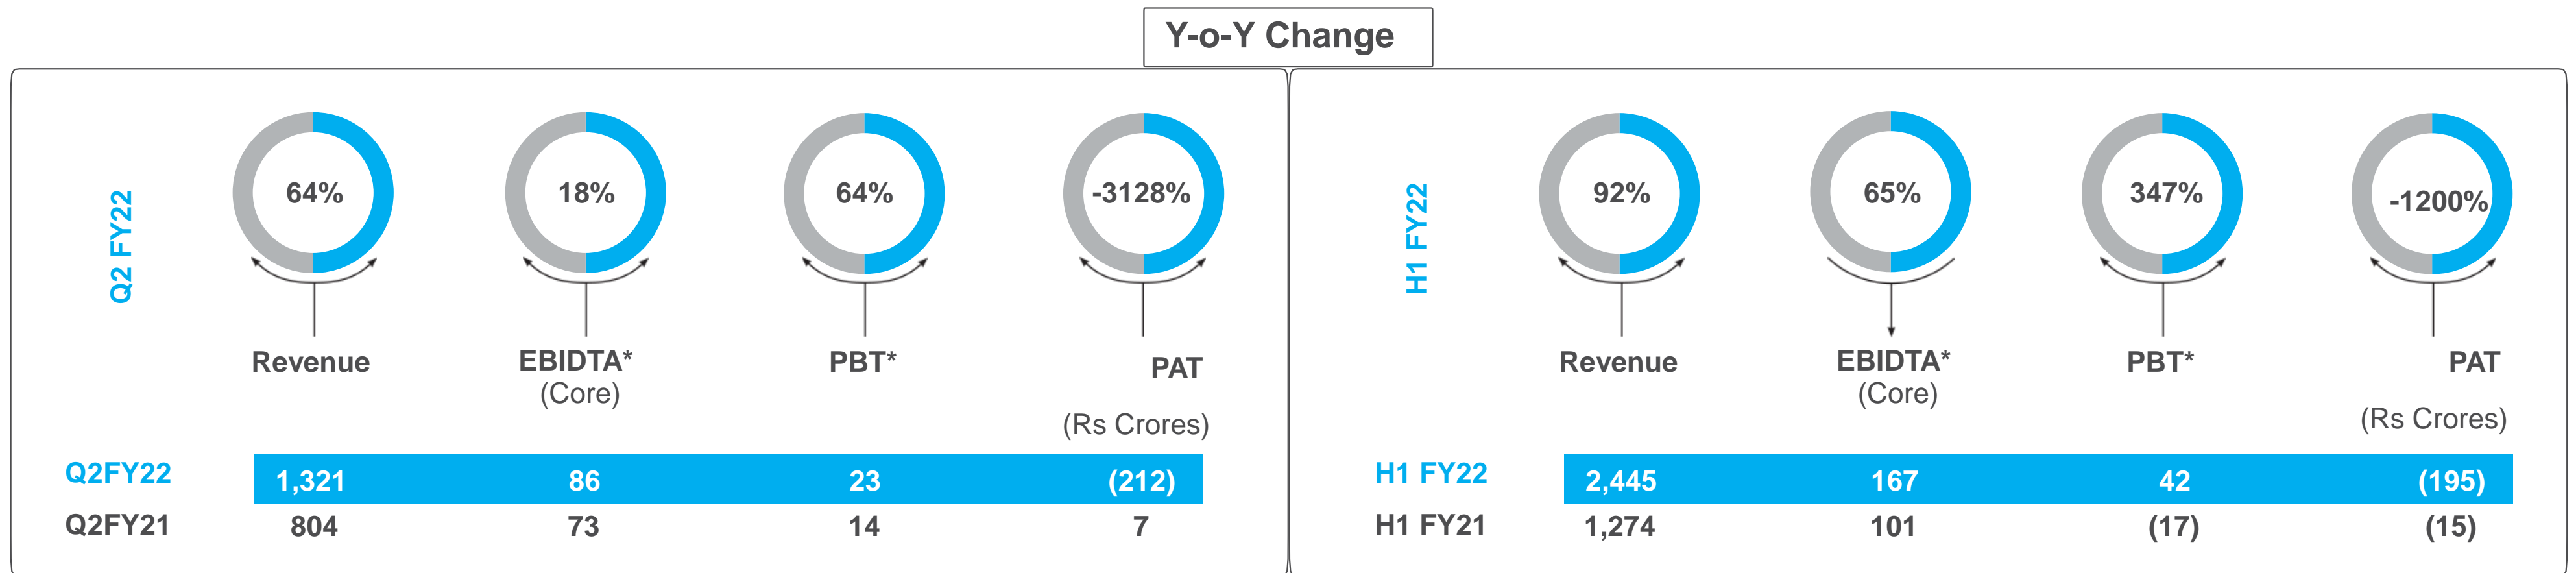 Y-o-Y Change
Q2 FY22
64%
18%
64%
-3128%
Revenue
EBIDTA*
(Core)
PBT*
PAT
(Rs Crores)
Q2FY22 1,321 86 23 (212)
Q2FY21 804 73 14 7
H1 FY22
92%
65%
347%
-1200%
Revenue
EBIDTA*
(Core)
PBT*
PAT
(Rs Crores)
H1 FY22 2,445 167 42 (195)
H1 FY21 1,274 101 (17) (15)